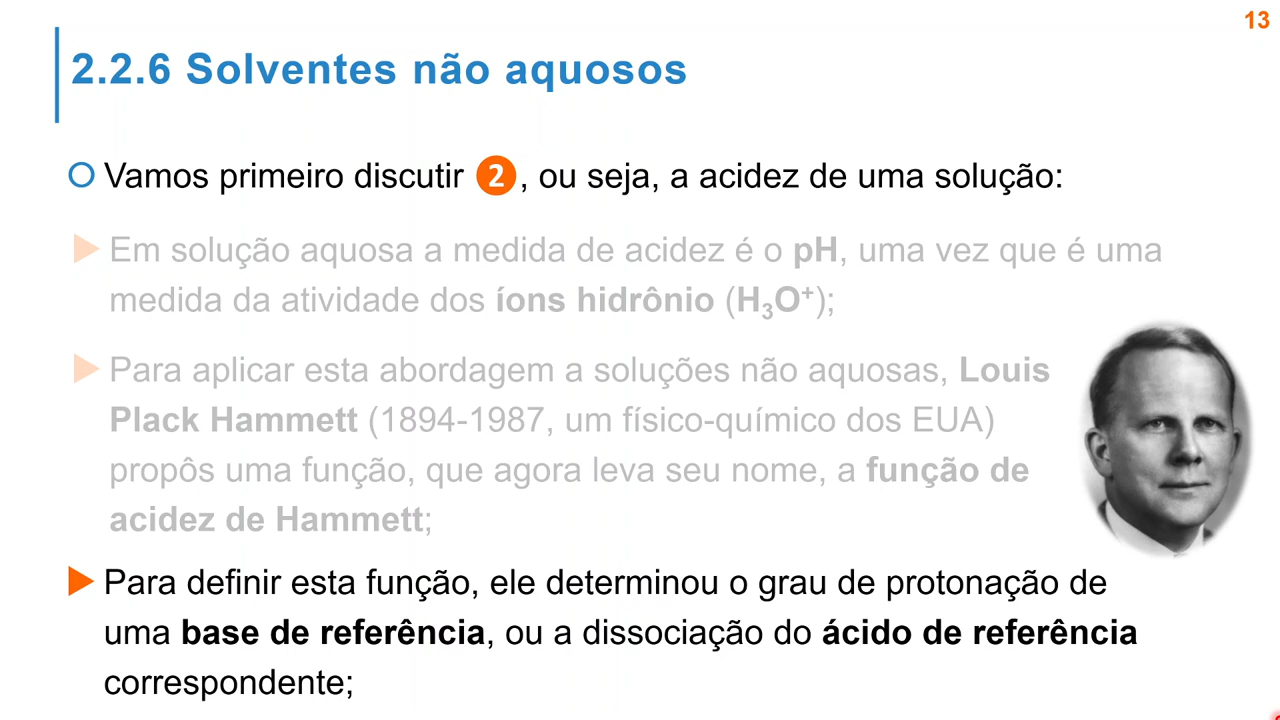 13
2.2.6 Solventes não aquosos
Vamos primeiro discutir 2, ou seja, a acidez de uma solução:
Em solução aquosa a medida de acidez é o pH, uma vez que é uma
medida da atividade dos íons hidrônio (H₃O⁺);
Para aplicar esta abordagem a soluções não aquosas, Louis
Plack Hammett (1894-1987, um físico-químico dos EUA)
propôs uma função, que agora leva seu nome, a função de
acidez de Hammett;
Para definir esta função, ele determinou o grau de protonação de
uma base de referência, ou a dissociação do ácido de referência
correspondente;